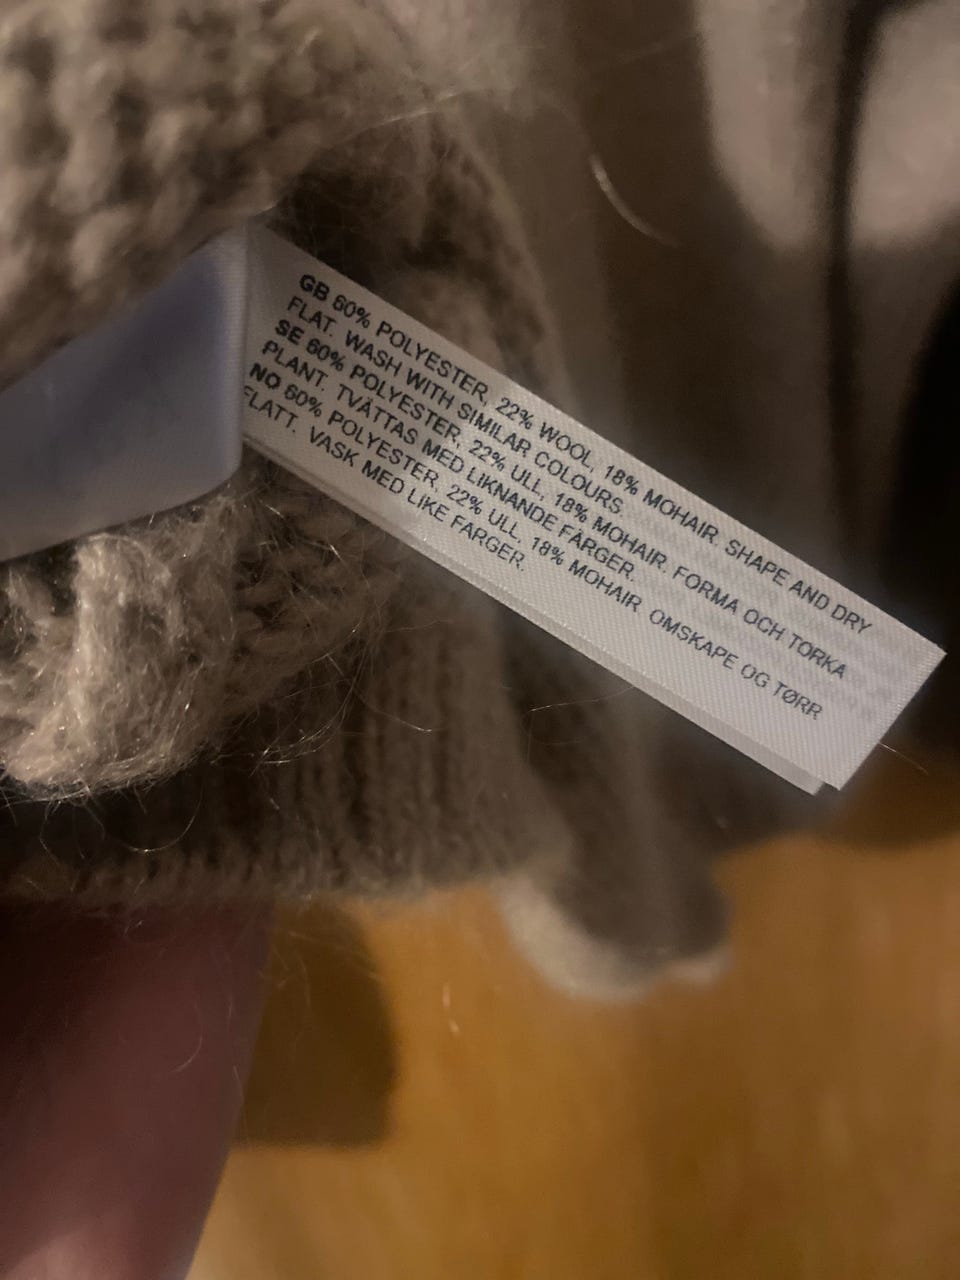 GB 60% POLYESTER, 22% WOOL, 18% MOHAIR. SHAPE AND DRY
FLAT. WASH WITH SIMILAR COLOURS.
SE 60% POLYESTER, 22% ULL, 18% MOHAIR. FORMA OCH TORKA
PLANT. TVÄTTAS MED LIKNANDE FÄRGER.
NO 60% POLYESTER, 22% ULL, 18% MOHAIR. OMSKAPE OG TØRR
FLATT. VASK MED LIKE FARGER.